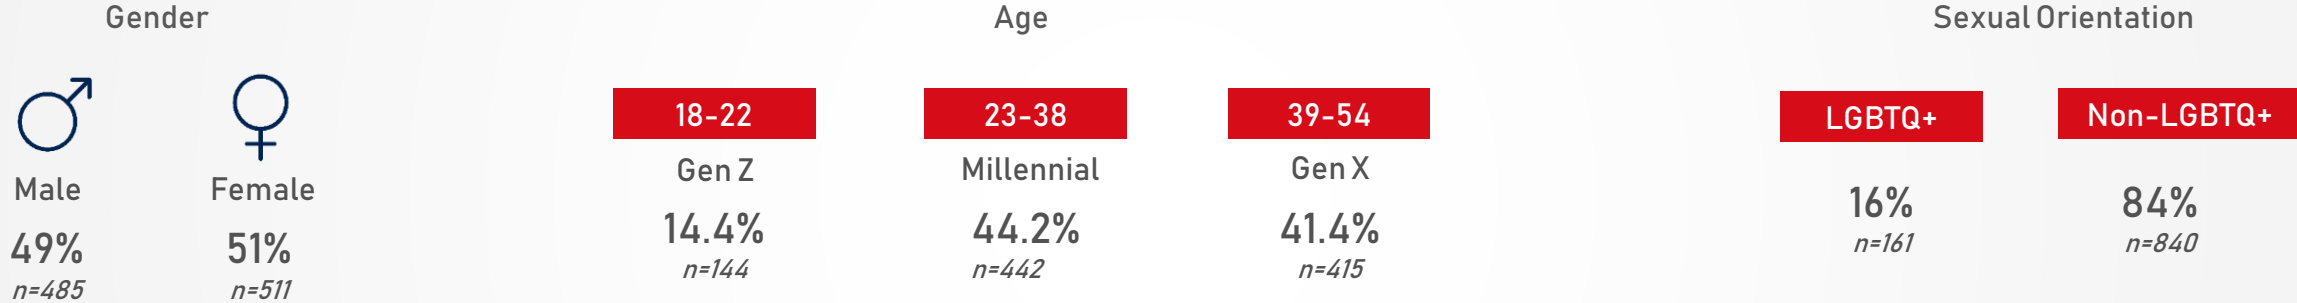 Gender
Male
49%
n=485
Female
51%
n=511
Age
18-22
Gen Z
14.4%
n=144
23-38
Millennial
44.2%
n=442
39-54
Gen X
41.4%
n=415
Sexual Orientation
LGBTQ+
16%
n=161
Non-LGBTQ+
84%
n=840